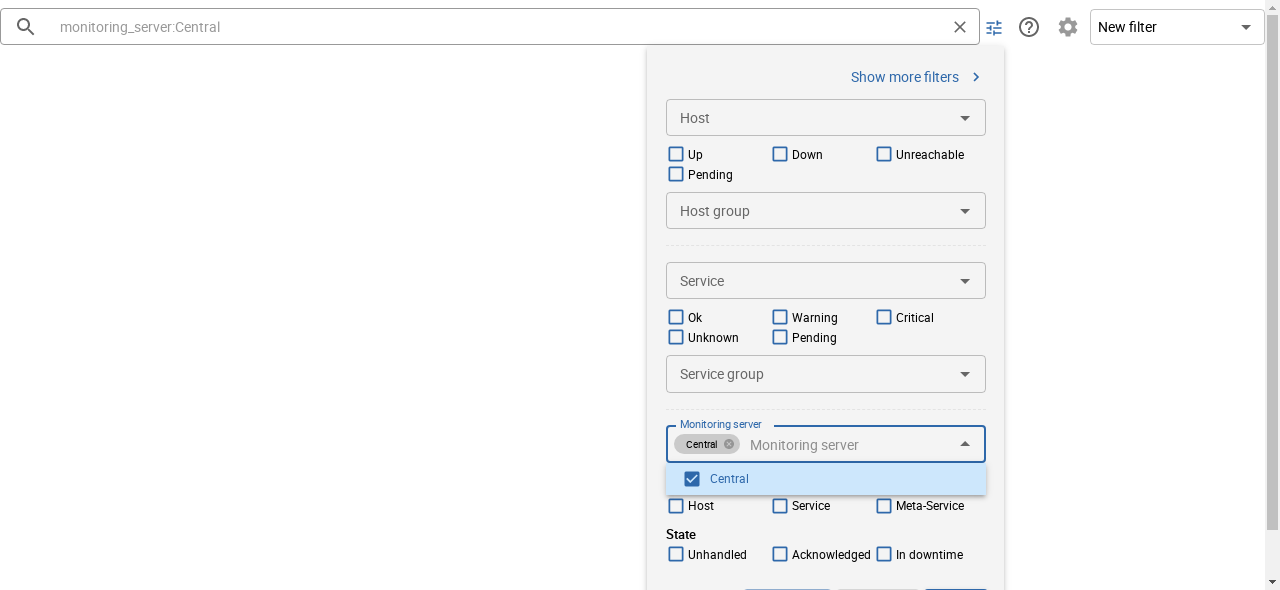 monitoring_server:Central
New filter
Show more filters
Host
Up Down Unreachable
Pending
Host group
Service
Ok Warning Critical
Unknown Pending
Service group
Monitoring server
Central Monitoring server
Central
Host Service Meta-Service
State
Unhandled Acknowledged In downtime